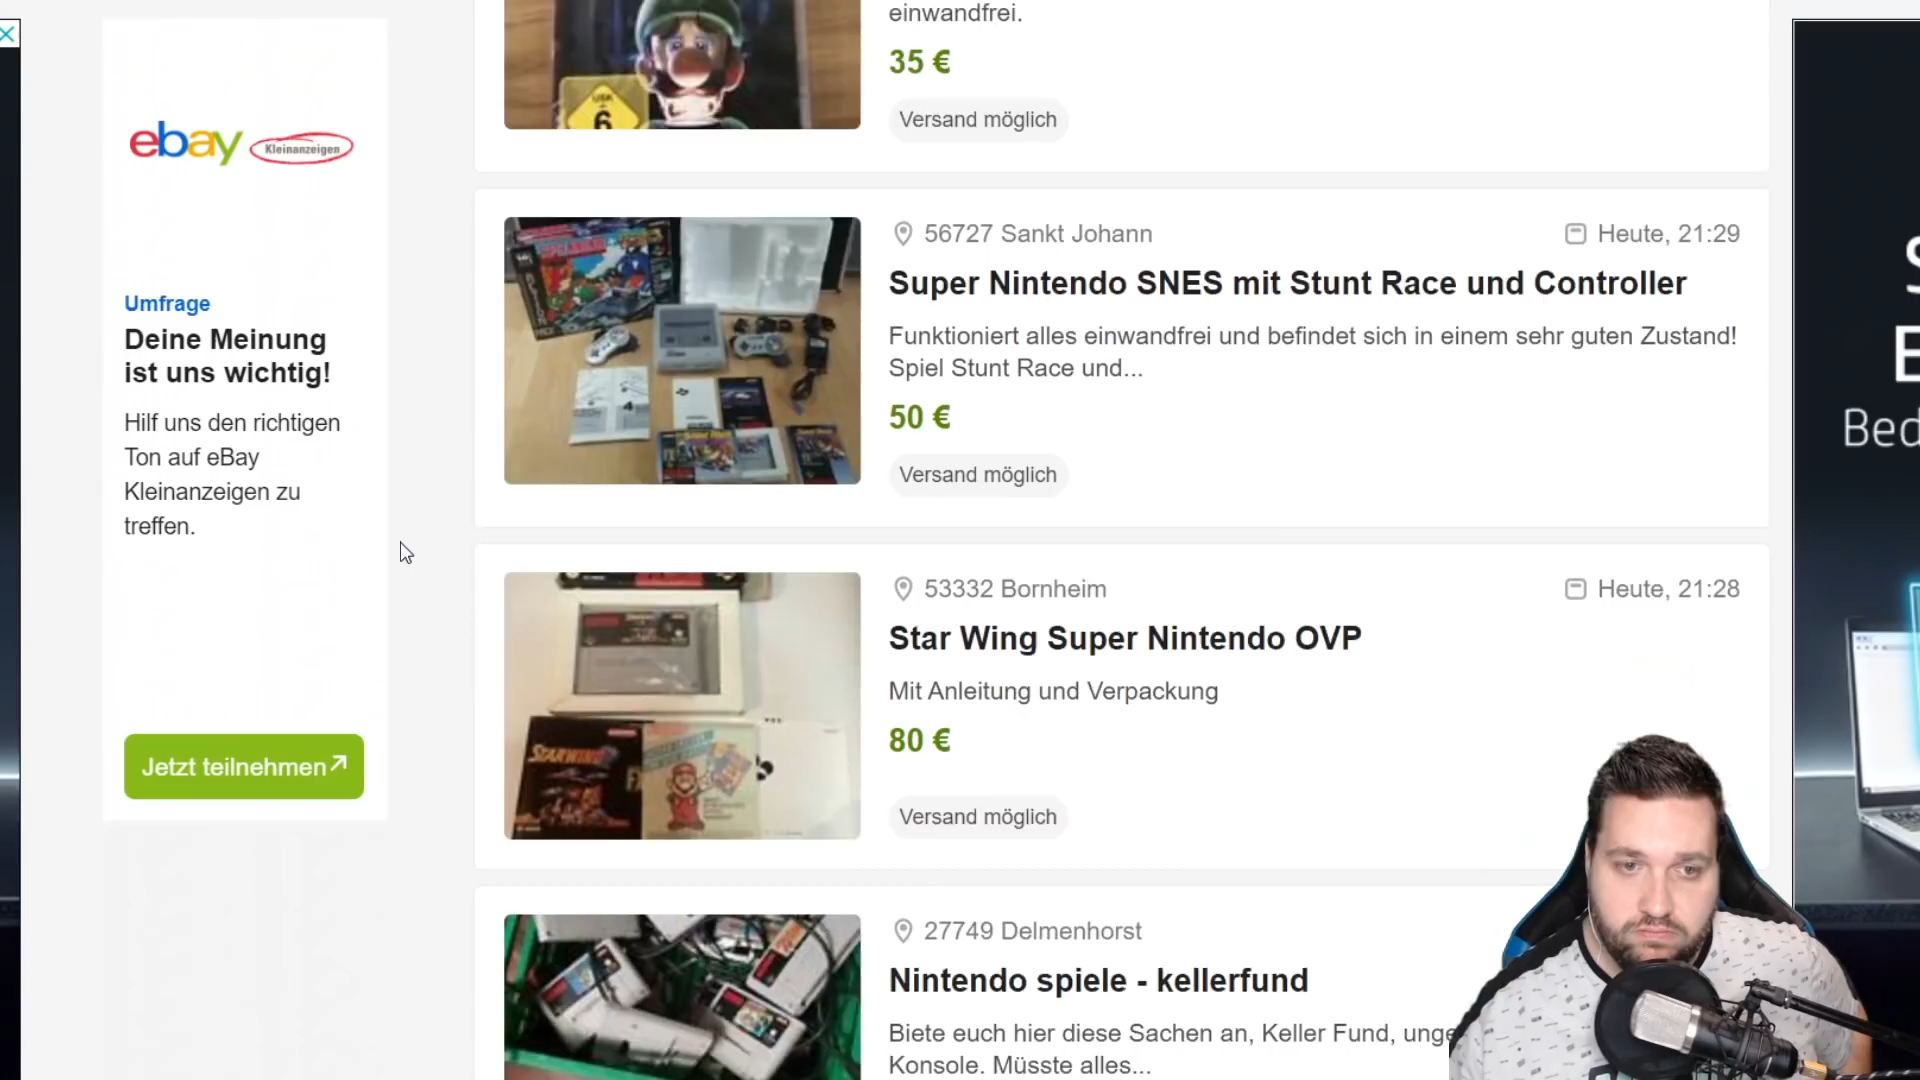 einwandfrei.
35 €
Versand möglich
USK
6
ebay Kleinanzeigen
Umfrage
Deine Meinung
ist uns wichtig!
Hilf uns den richtigen
Ton auf eBay
Kleinanzeigen zu
treffen.
Jetzt teilnehmen
56727 Sankt Johann
Heute, 21:29
Super Nintendo SNES mit Stunt Race und Controller
Funktioniert alles einwandfrei und befindet sich in einem sehr guten Zustand!
Spiel Stunt Race und...
50 €
Versand möglich
53332 Bornheim
Heute, 21:28
Star Wing Super Nintendo OVP
Mit Anleitung und Verpackung
80 €
Versand möglich
STARWING
27749 Delmenhorst
Nintendo spiele - kellerfund
Biete euch hier diese Sachen an, Keller Fund, unge
Konsole. Müsste alles...
S
E
Bed